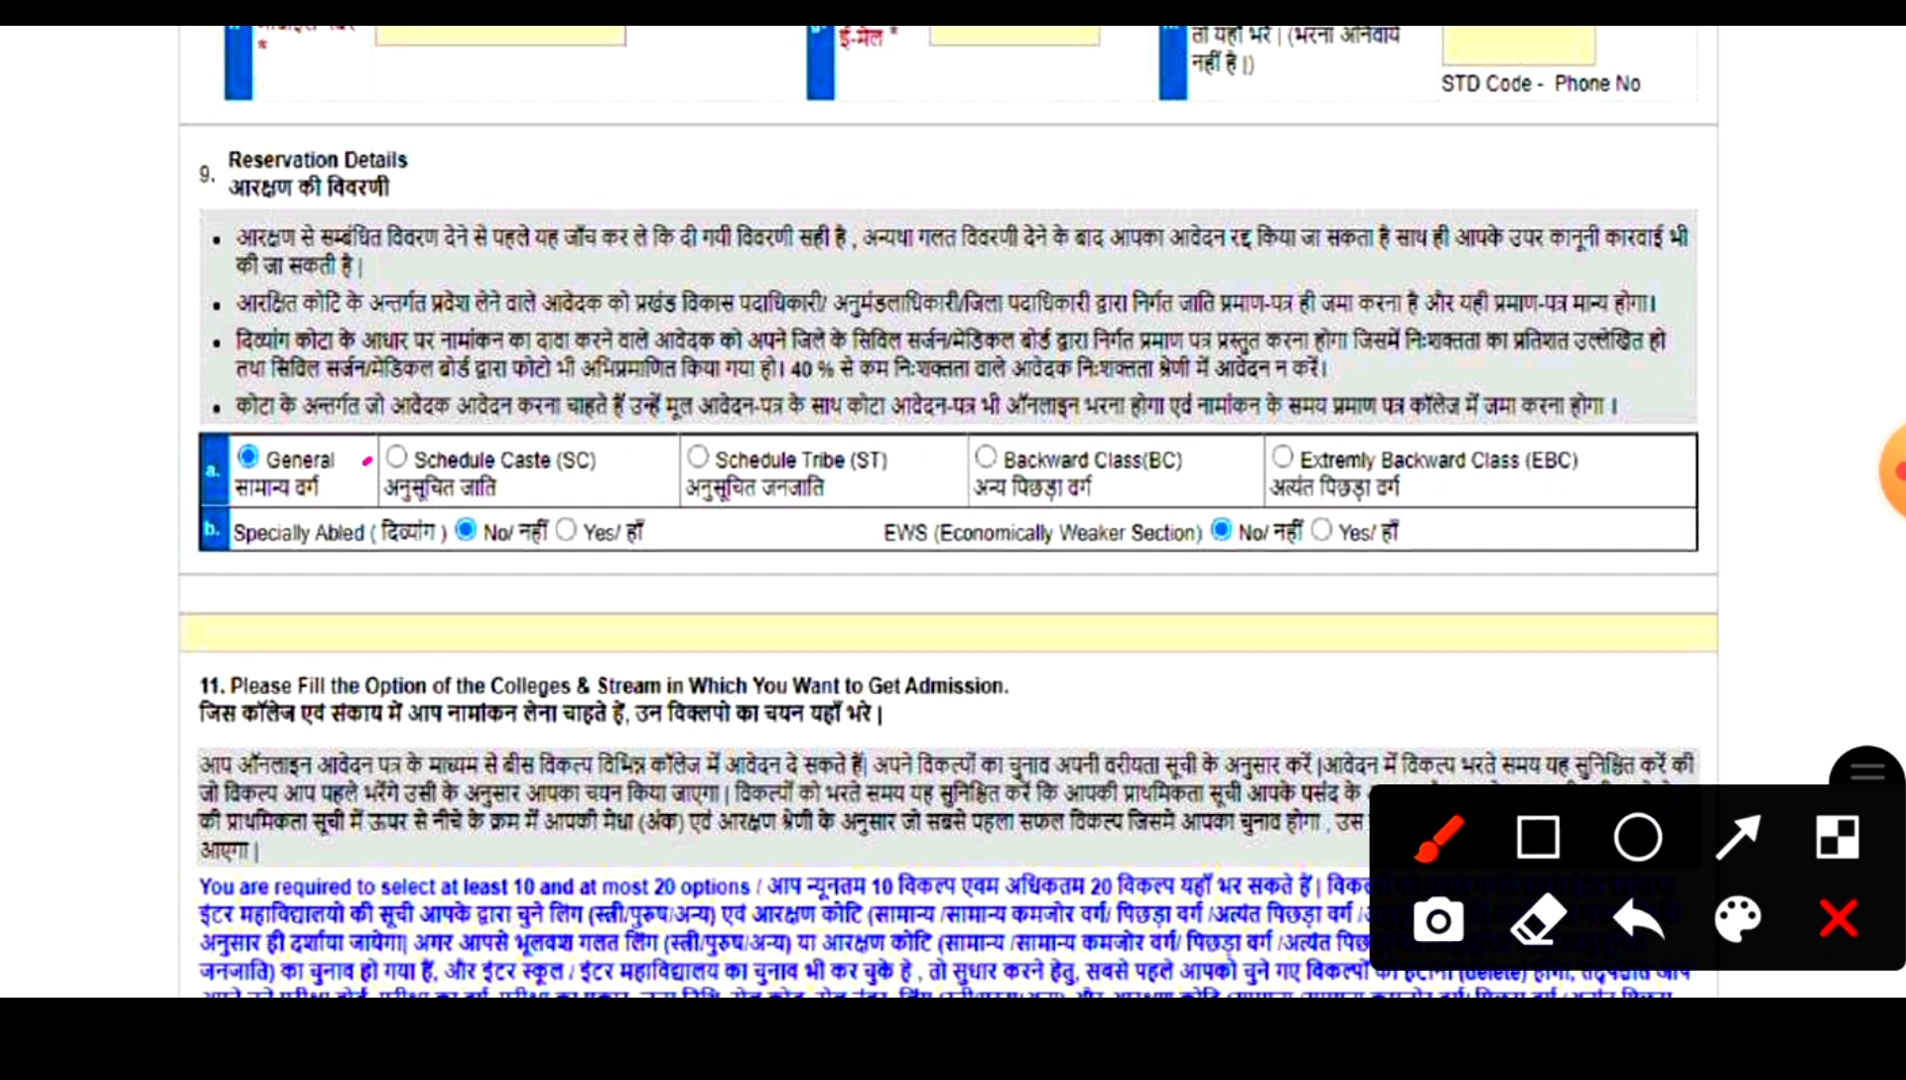 ई-मेल *
तो यहाँ भरे | (भरना अनिवार्य
नहीं है |)
STD Code - Phone No
9.
Reservation Details
आरक्षण की विवरणी
• आरक्षण से सम्बंधित विवरण देने से पहले यह जाँच कर ले कि दी गयी विवरणी सही है , अन्यथा गलत विवरणी देने के बाद आपका आवेदन रद्द किया जा सकता है साथ ही आपके उपर कानूनी कारवाई भी
की जा सकती है |
• आरक्षित कोटि के अन्तर्गत प्रवेश लेने वाले आवेदक को प्रखंड विकास पदाधिकारी/ अनुमंडलाधिकारी/जिला पदाधिकारी द्वारा निर्गत जाति प्रमाण-पत्र ही जमा करना है और यही प्रमाण-पत्र मान्य होगा।
• दिव्यांग कोटा के आधार पर नामांकन का दावा करने वाले आवेदक को अपने जिले के सिविल सर्जन/मेडिकल बोर्ड द्वारा निर्गत प्रमाण पत्र प्रस्तुत करना होगा जिसमें निःशक्तता का प्रतिशत उल्लेखित हो
तथा सिविल सर्जन/मेडिकल बोर्ड द्वारा फोटो भी अभिप्रमाणित किया गया हो। 40 % से कम निःशक्तता वाले आवेदक निःशक्तता श्रेणी में आवेदन न करें।
• कोटा के अन्तर्गत जो आवेदक आवेदन करना चाहते हैं उन्हें मूल आवेदन-पत्र के साथ कोटा आवेदन-पत्र भी ऑनलाइन भरना होगा एवं नामांकन के समय प्रमाण पत्र कॉलेज में जमा करना होगा ।
a. General Schedule Caste (SC) Schedule Tribe (ST) Backward Class(BC) Extremly Backward Class (EBC)
सामान्य वर्ग अनुसूचित जाति अनुसूचित जनजाति अन्य पिछड़ा वर्ग अत्यंत पिछड़ा वर्ग
b. Specially Abled ( दिव्यांग ) No/ नहीं Yes/ हाँ EWS (Economically Weaker Section) No/ नहीं Yes/ हाँ
11. Please Fill the Option of the Colleges & Stream in Which You Want to Get Admission.
जिस कॉलेज एवं संकाय में आप नामांकन लेना चाहते हैं, उन विक्लपो का चयन यहाँ भरे |
आप ऑनलाइन आवेदन पत्र के माध्यम से बीस विकल्प विभिन्न कॉलेज में आवेदन दे सकते हैं| अपने विकल्पों का चुनाव अपनी वरीयता सूची के अनुसार करें |आवेदन में विकल्प भरते समय यह सुनिश्चित करें की
जो विकल्प आप पहले भरेंगे उसी के अनुसार आपका चयन किया जाएगा | विकल्पों को भरते समय यह सुनिश्चित करें कि आपकी प्राथमिकता सूची आपके पसंद के
की प्राथमिकता सूची में ऊपर से नीचे के क्रम में आपकी मेधा (अंक) एवं आरक्षण श्रेणी के अनुसार जो सबसे पहला सफल विकल्प जिसमे आपका चुनाव होगा , उस
आएगा |
You are required to select at least 10 and at most 20 options / आप न्यूनतम 10 विकल्प एवम अधिकतम 20 विकल्प यहाँ भर सकते हैं |
इंटर महाविद्यालयो की सूची आपके द्वारा चुने लिंग (स्त्री/पुरुष/अन्य) एवं आरक्षण कोटि (सामान्य /सामान्य कमजोर वर्ग/ पिछड़ा वर्ग /अत्यंत पिछड़ा वर्ग
अनुसार ही दर्शाया जायेगा| अगर आपसे भूलवश गलत लिंग (स्त्री/पुरुष/अन्य) या आरक्षण कोटि (सामान्य /सामान्य कमजोर वर्ग/ पिछड़ा वर्ग
जनजाति) का चुनाव हो गया हैं, और इंटर स्कूल / इंटर महाविद्यालय का चुनाव भी कर चुके हे , तो सुधार करने हेतु, सबसे पहले आपको चुने गए विकल्पों